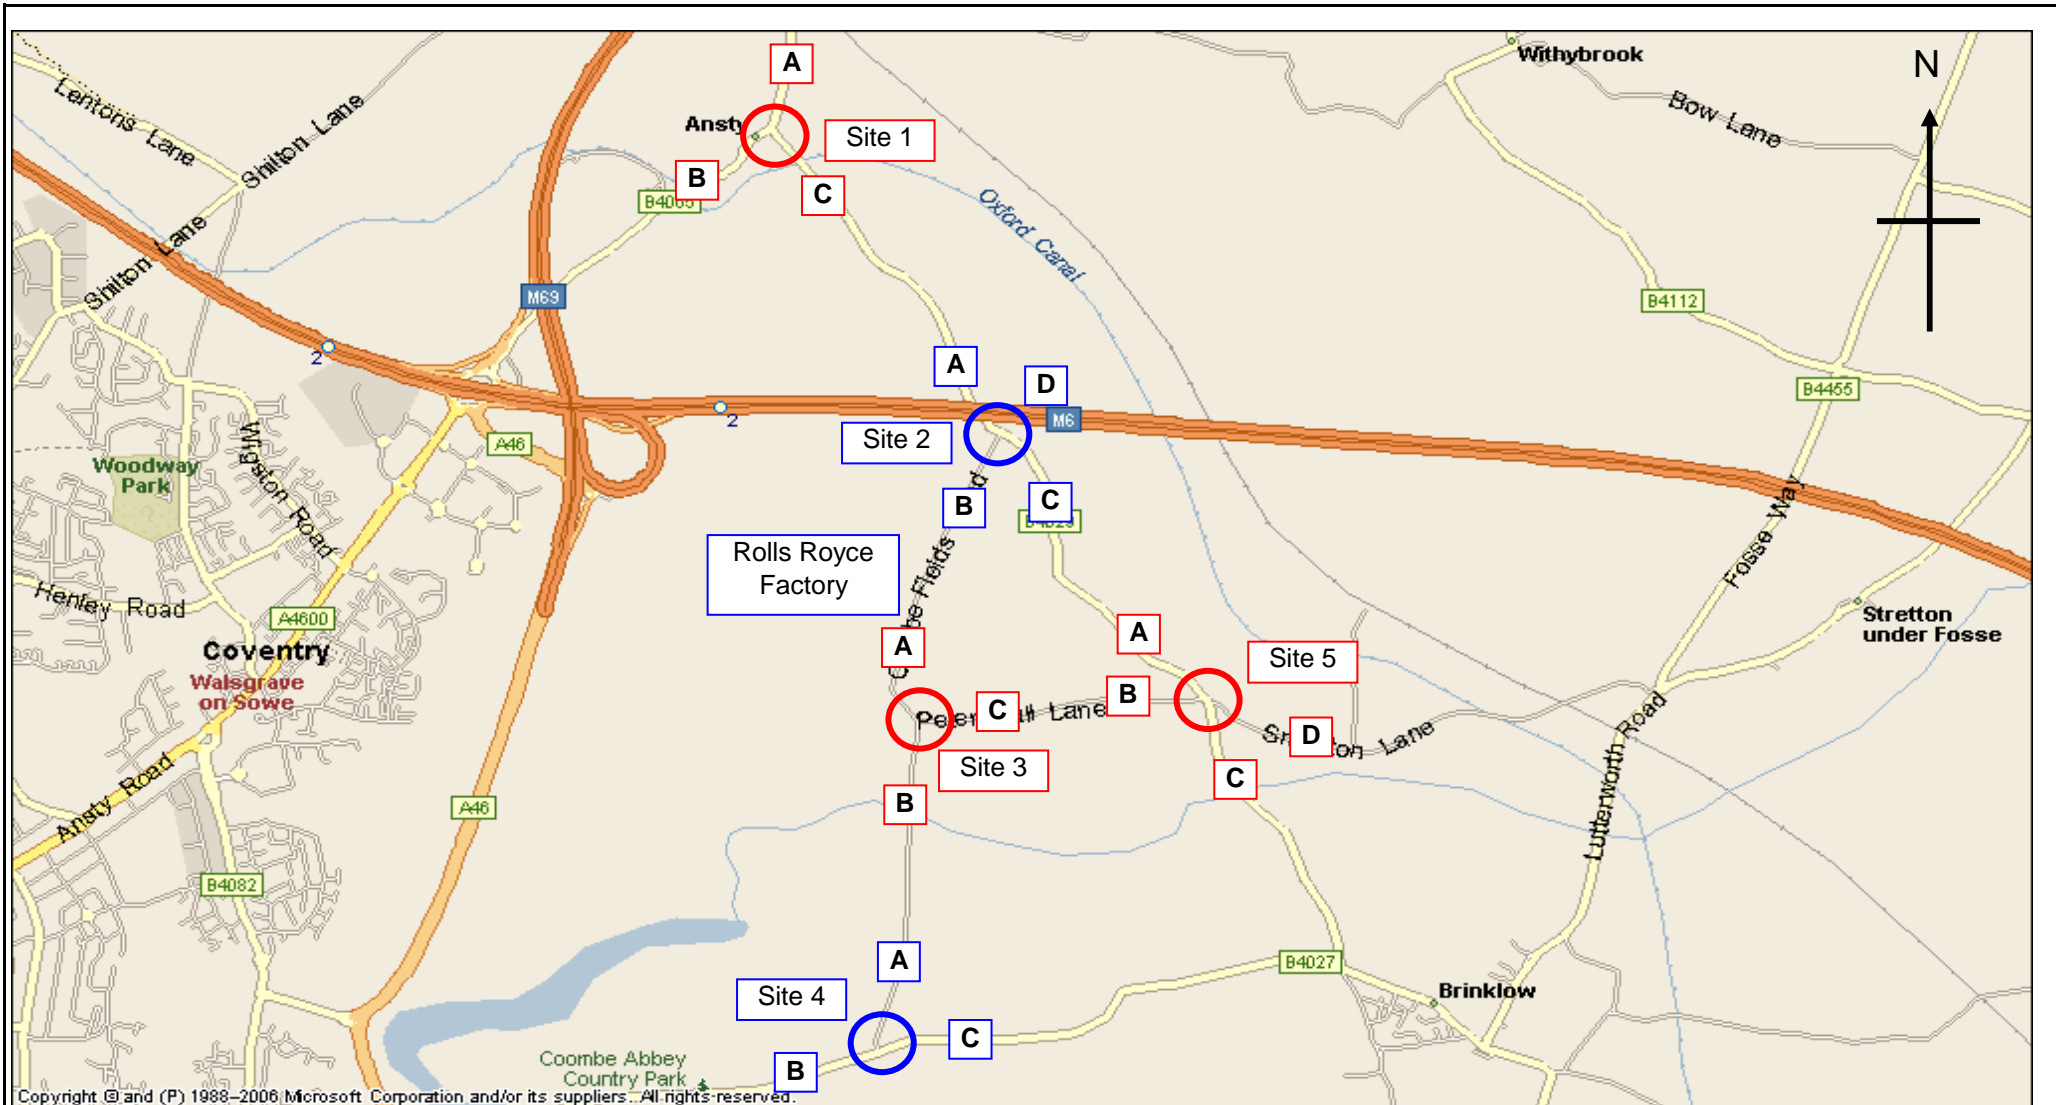 A
Withybrook
N
Lentons Lane
Shilton Lane
Bow Lane
Ansty
Site 1
B
C
Oxford Canal
Shilton Lane
M69
B4112
A
D
B4455
2
2
M6
Site 2
A46
Wigston Road
Woodway
Park
B
C
Fosse Way
Rolls Royce
Factory
Henley Road
A4600
Stretton
under Fosse
Coventry
A
A
Site 5
Walsgrave
on Sowe
B
C
Lane
D
Lane
Lutterworth Road
Site 3
C
Ansty Road
A46
B
B4082
A
B4027
Brinklow
Site 4
C
Coombe Abbey
Country Park
B
Copyright © and (P) 1988–2006 Microsoft Corporation and/or its suppliers. All rights reserved.